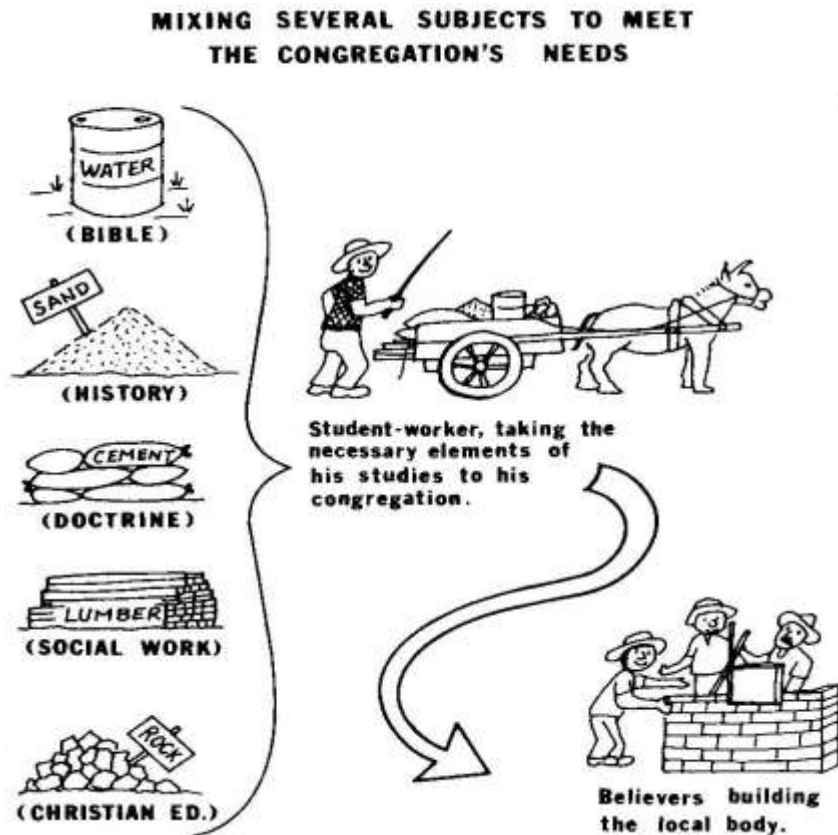 MIXING SEVERAL SUBJECTS TO MEET
THE CONGREGATION'S NEEDS
WATER
(BIBLE)
SAND
(HISTORY)
CEMENT
(DOCTRINE)
LUMBER
(SOCIAL WORK)
ROCK
(CHRISTIAN ED.)
Student-worker, taking the
necessary elements of
his studies to his
congregation.
Believers building
the local body.